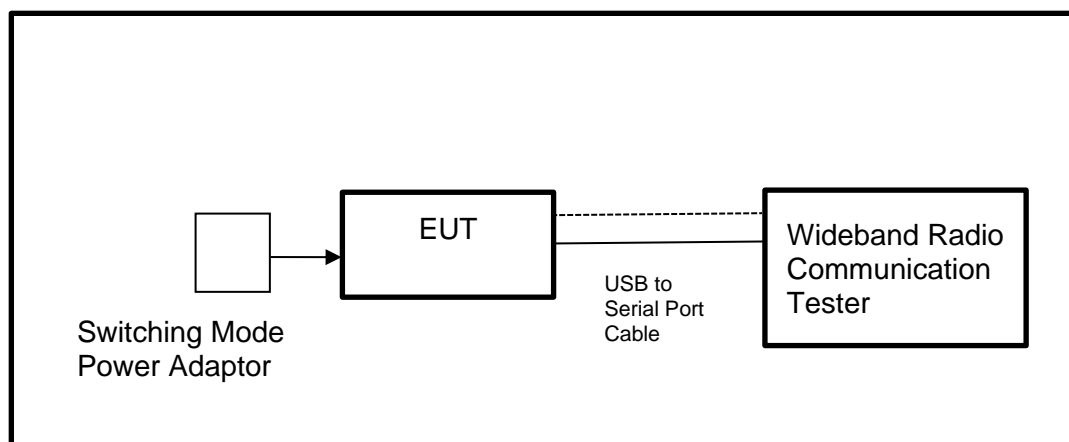 EUT
Wideband Radio
Communication
Tester
USB to
Serial Port
Cable
Switching Mode
Power Adaptor